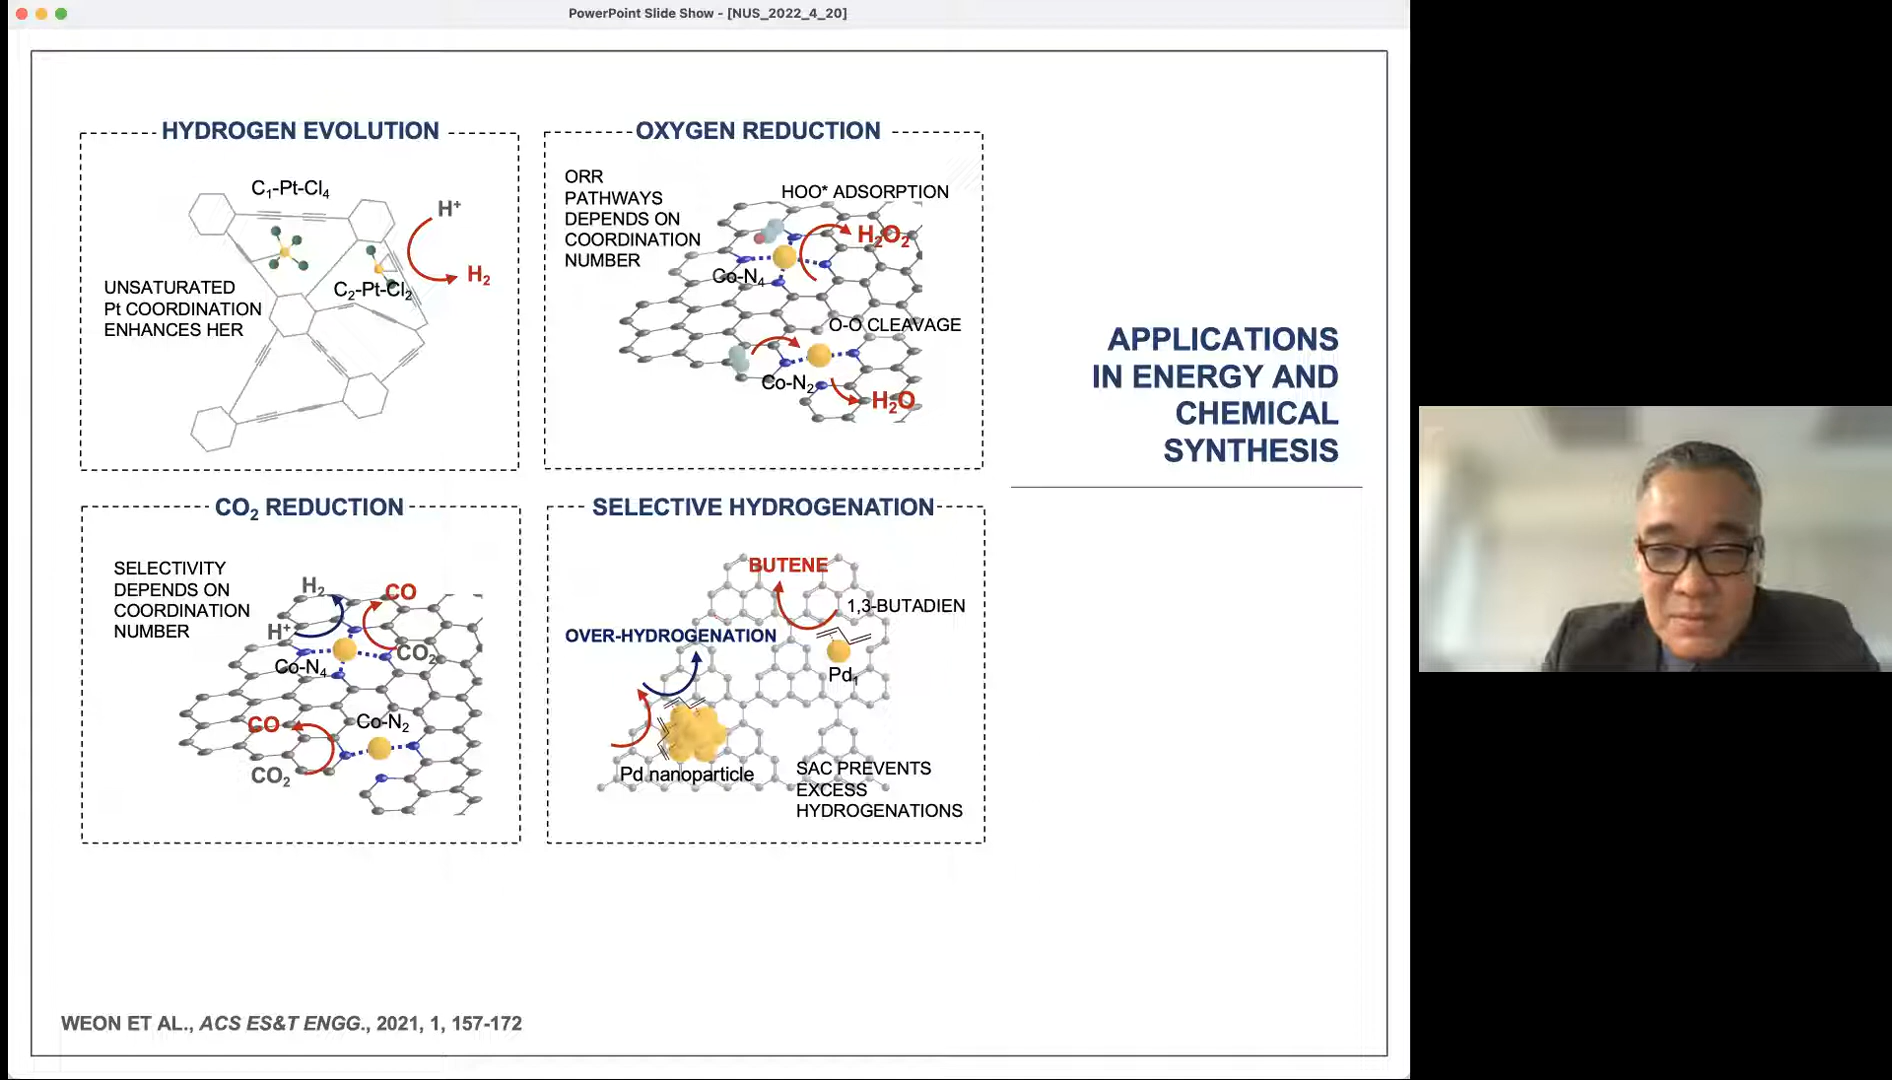 PowerPoint Slide Show - [NUS_2022_4_20]
HYDROGEN EVOLUTION
C₁-Pt-Cl₄
H⁺
H₂
C₂-Pt-Cl₂
UNSATURATED
Pt COORDINATION
ENHANCES HER
OXYGEN REDUCTION
ORR
PATHWAYS
DEPENDS ON
COORDINATION
NUMBER
HOO* ADSORPTION
H₂O₂
Co-N₄
O-O CLEAVAGE
Co-N₂
H₂O
APPLICATIONS
IN ENERGY AND
CHEMICAL
SYNTHESIS
CO₂ REDUCTION
SELECTIVITY
DEPENDS ON
COORDINATION
NUMBER
H₂
CO
H⁺
CO₂
Co-N₄
CO
Co-N₂
CO₂
SELECTIVE HYDROGENATION
BUTENE
1,3-BUTADIEN
OVER-HYDROGENATION
Pd₁
Pd nanoparticle
SAC PREVENTS
EXCESS
HYDROGENATIONS
WEON ET AL., ACS ES&T ENGG., 2021, 1, 157-172